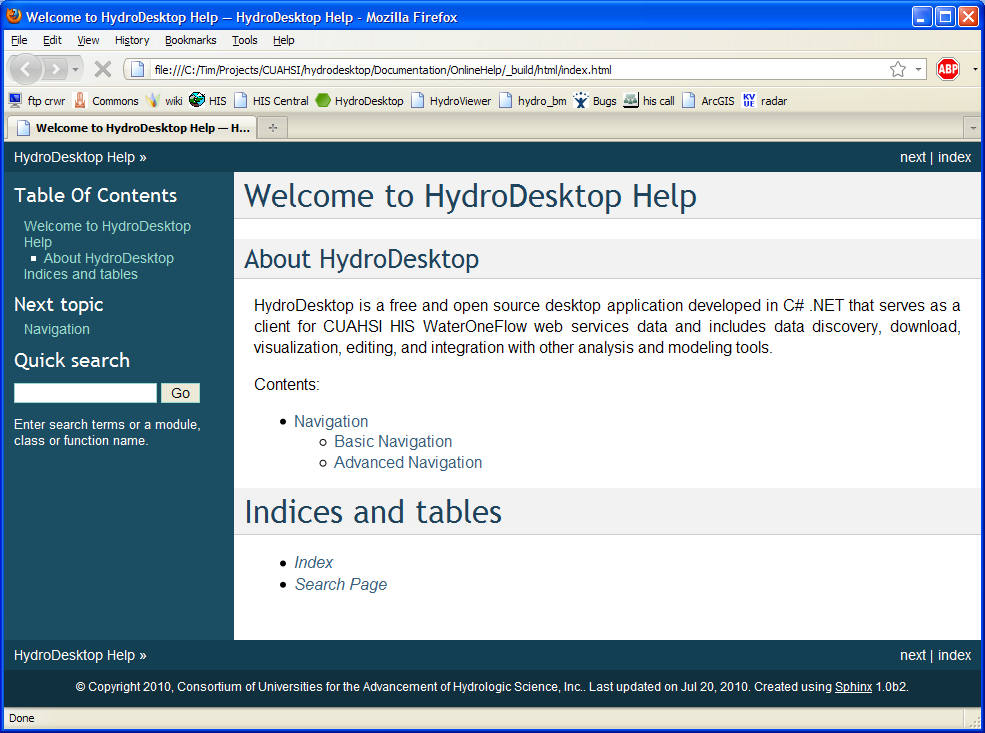 Welcome to HydroDesktop Help — HydroDesktop Help - Mozilla Firefox
File Edit View History Bookmarks Tools Help
file:///C:/Tim/Projects/CUAHSI/hydrodesktop/Documentation/OnlineHelp/_build/html/index.html
ABP
ftp crwr Commons wiki HIS HIS Central HydroDesktop HydroViewer hydro_bm Bugs his call ArcGIS KV UE radar
Welcome to HydroDesktop Help — H...
HydroDesktop Help » next | index
Table Of Contents
Welcome to HydroDesktop
Help
About HydroDesktop
Indices and tables
Next topic
Navigation
Quick search
Go
Enter search terms or a module,
class or function name.
Welcome to HydroDesktop Help
About HydroDesktop
HydroDesktop is a free and open source desktop application developed in C# .NET that serves as a
client for CUAHSI HIS WaterOneFlow web services data and includes data discovery, download,
visualization, editing, and integration with other analysis and modeling tools.
Contents:
Navigation
Basic Navigation
Advanced Navigation
Indices and tables
Index
Search Page
HydroDesktop Help » next | index
© Copyright 2010, Consortium of Universities for the Advancement of Hydrologic Science, Inc.. Last updated on Jul 20, 2010. Created using Sphinx 1.0b2.
Done